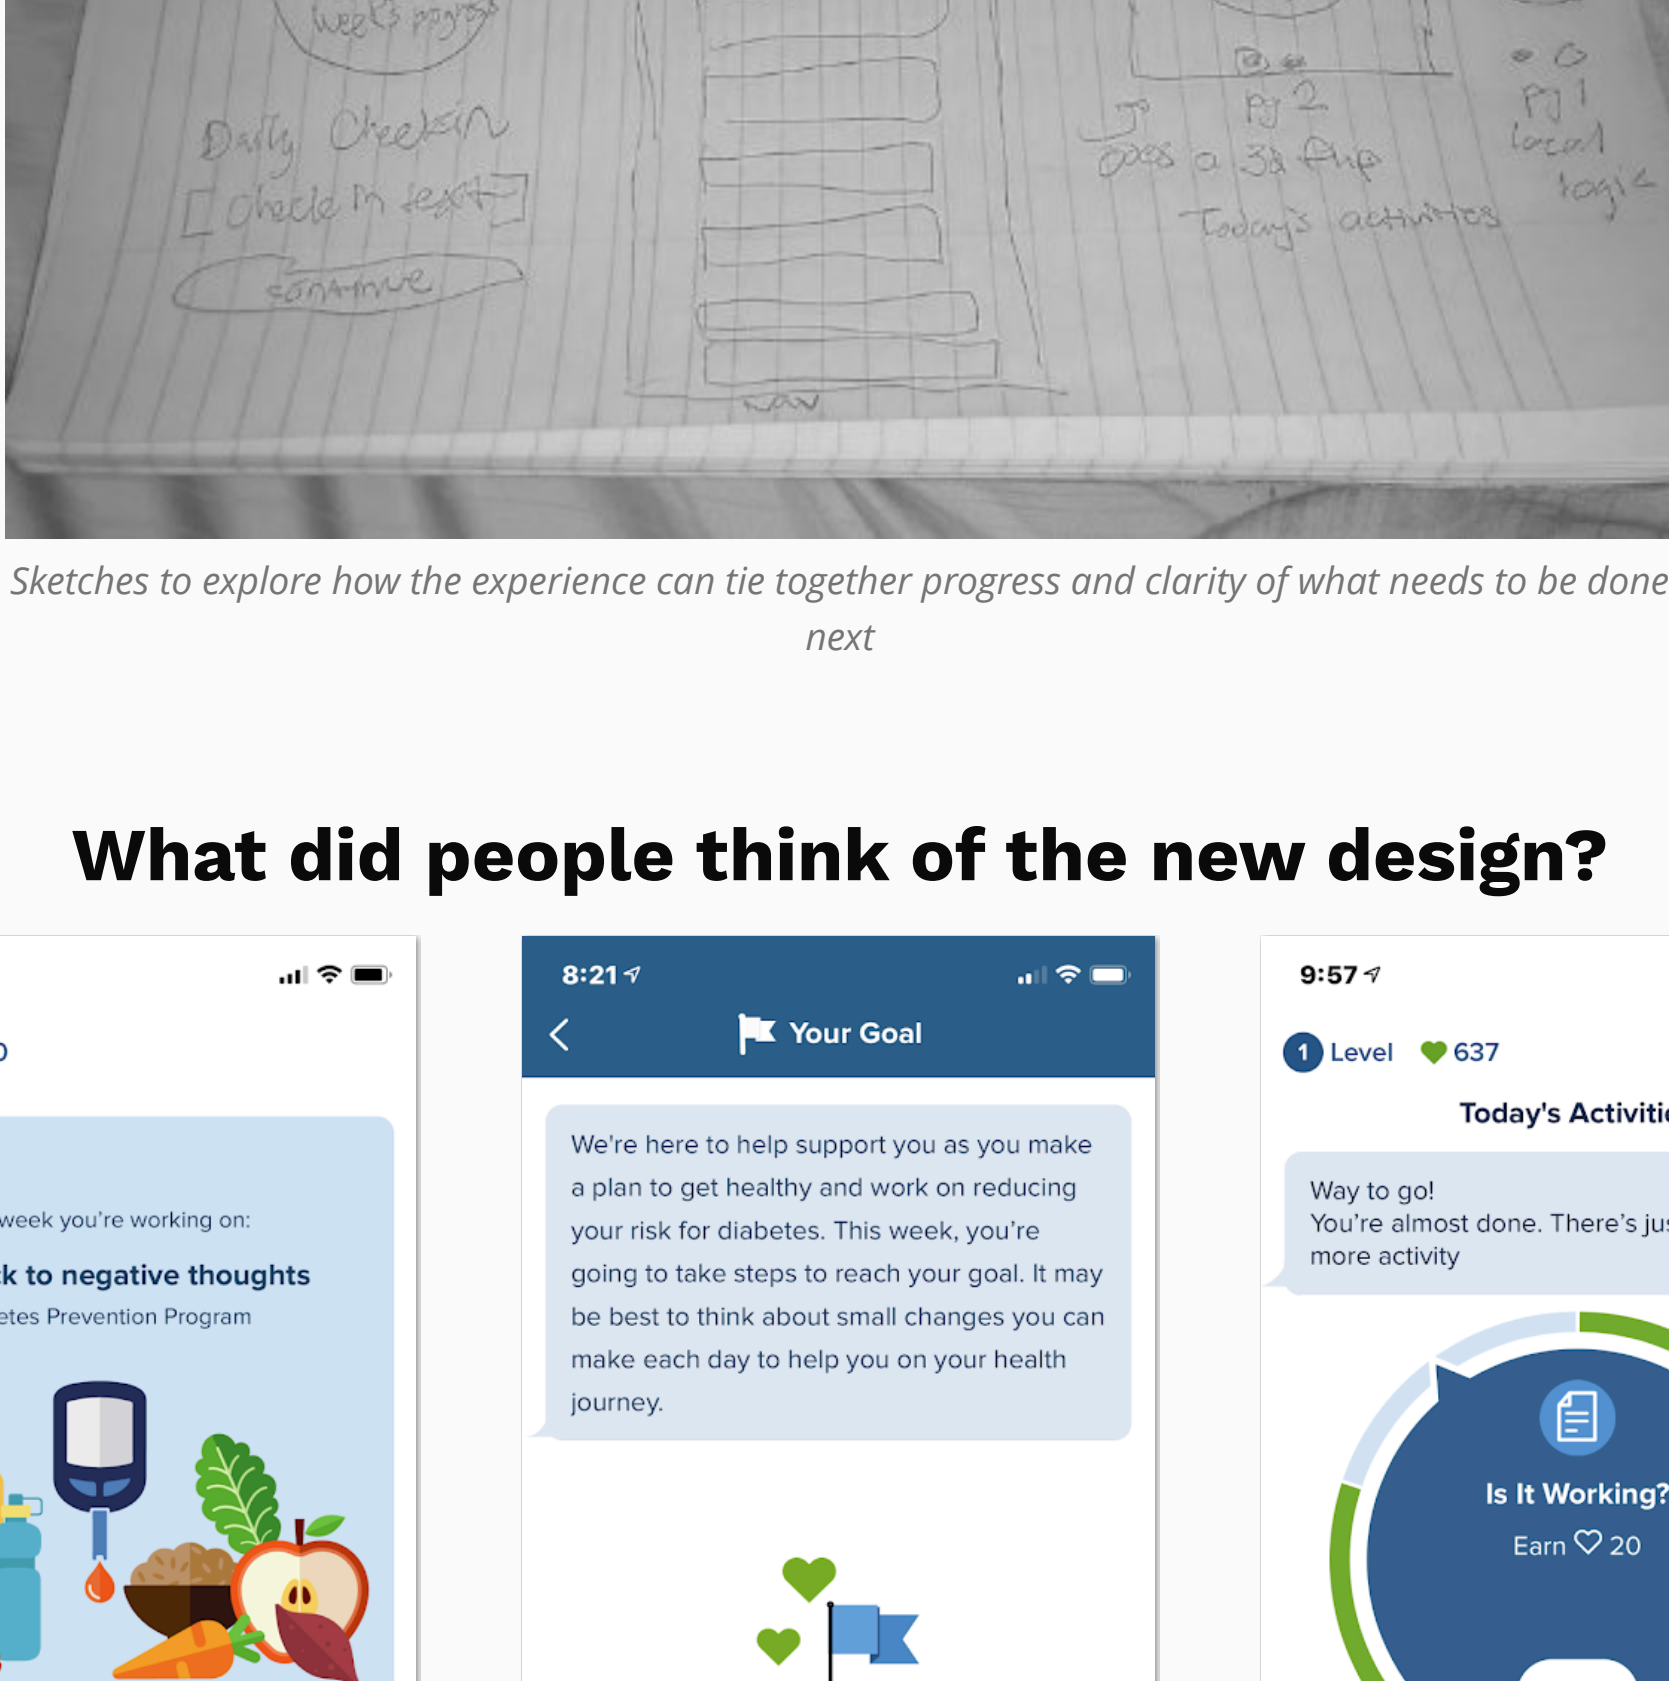 week's progress
Daily Checkin
[Check in text]
continue
nav
pg 2
Does a 3d flip
Today's activities
pg 1
local
logic
Sketches to explore how the experience can tie together progress and clarity of what needs to be done
next
What did people think of the new design?
week you're working on:
k to negative thoughts
etes Prevention Program
8:21
Your Goal
We're here to help support you as you make
a plan to get healthy and work on reducing
your risk for diabetes. This week, you're
going to take steps to reach your goal. It may
be best to think about small changes you can
make each day to help you on your health
journey.
9:57
1 Level 637
Today's Activitie
Way to go!
You're almost done. There's jus
more activity
Is It Working?
Earn 20